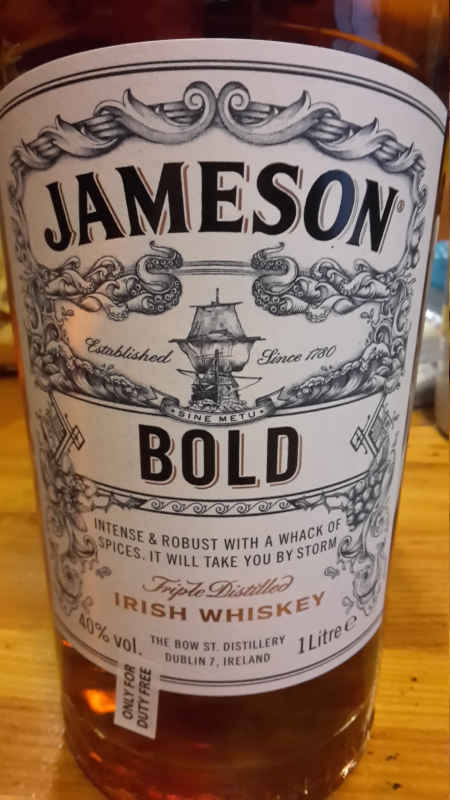 JAMESON®
Established Since 1780
SINE METU
BOLD
INTENSE & ROBUST WITH A WHACK OF
SPICES. IT WILL TAKE YOU BY STORM
Triple Distilled
IRISH WHISKEY
40% vol. THE BOW ST. DISTILLERY 1 Litre ℮
DUBLIN 7, IRELAND
ONLY FOR
DUTY FREE